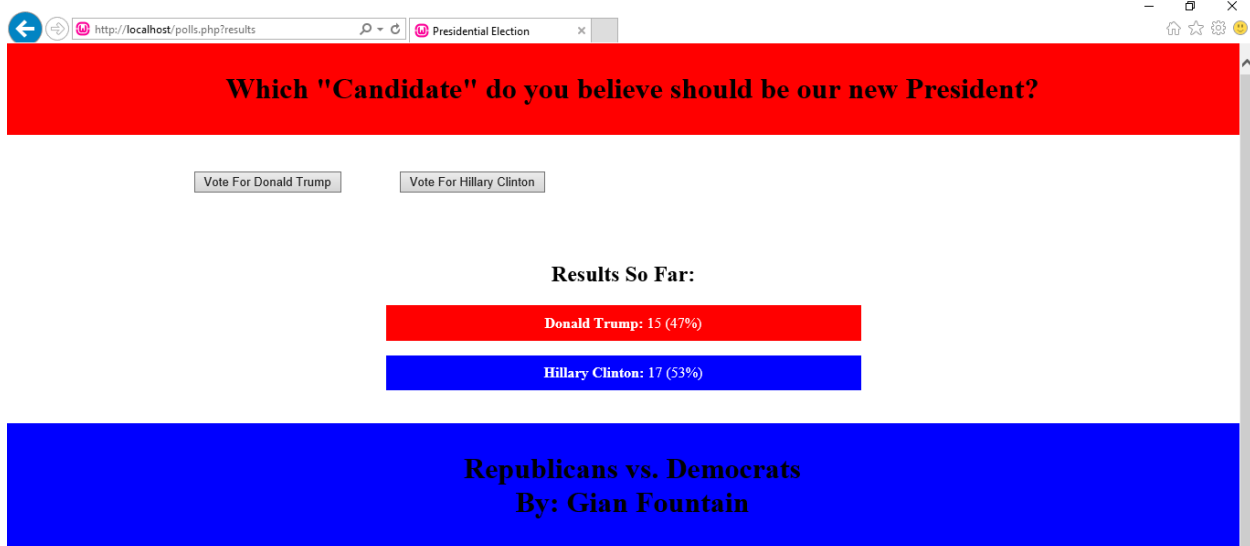 http://localhost/polls.php?results
Presidential Election
Which "Candidate" do you believe should be our new President?
Vote For Donald Trump
Vote For Hillary Clinton
Results So Far:
Donald Trump: 15 (47%)
Hillary Clinton: 17 (53%)
Republicans vs. Democrats
By: Gian Fountain